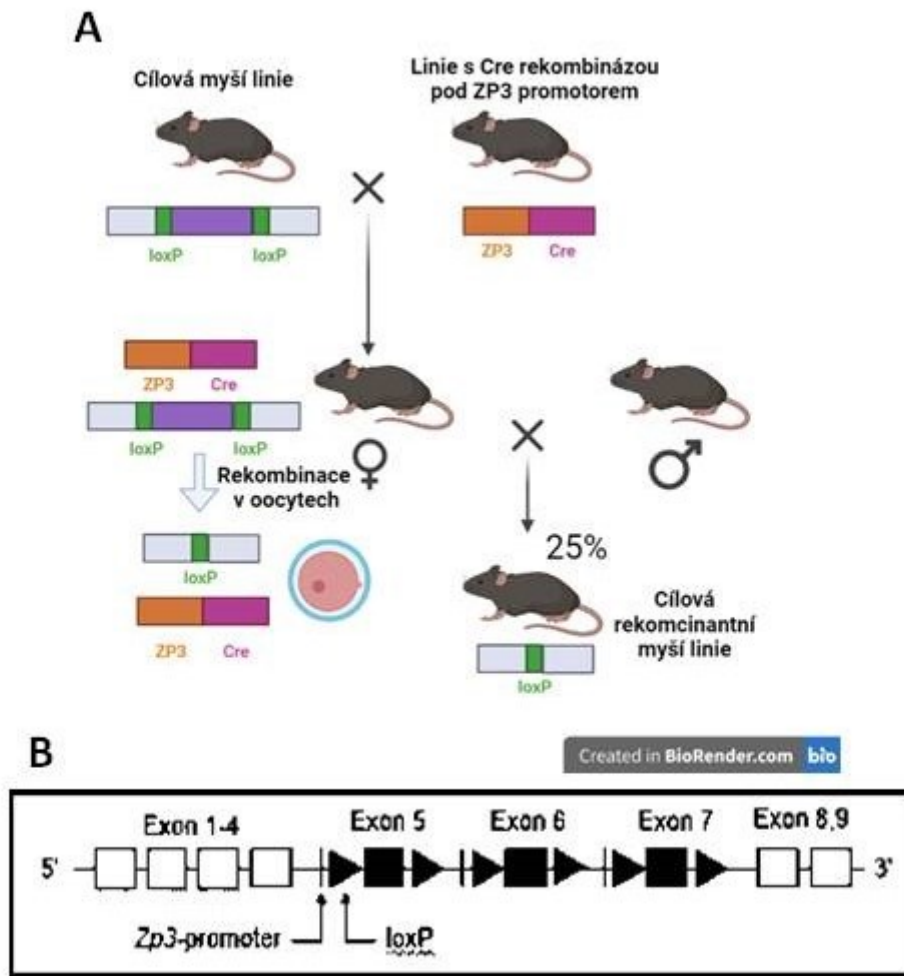 A
Cílová myší linie
Linie s Cre rekombinázou
pod ZP3 promotorem
loxP loxP
ZP3 Cre
ZP3 Cre
loxP loxP
Rekombinace
v oocytech
♀
♂
loxP
ZP3 Cre
25%
Cílová
rekomcinantní
myší linie
loxP
B
Created in BioRender.com bio
Exon 1-4 Exon 5 Exon 6 Exon 7 Exon 8,9
5' 3'
Zp3-promoter loxP